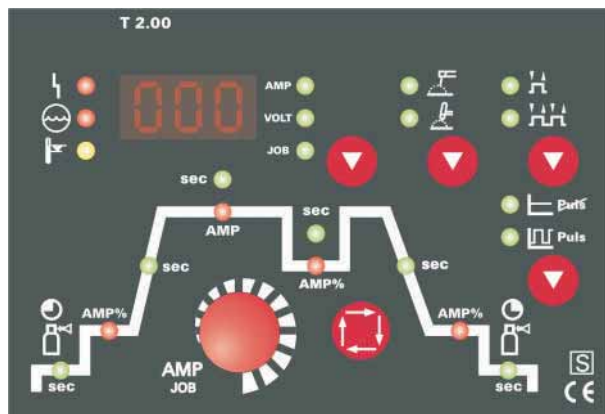 T 2.00
000
AMP
VOLT
JOB
sec
sec
AMP
AMP%
sec
sec
Puls
Puls
AMP%
AMP%
sec
sec
AMP
JOB
S
CE